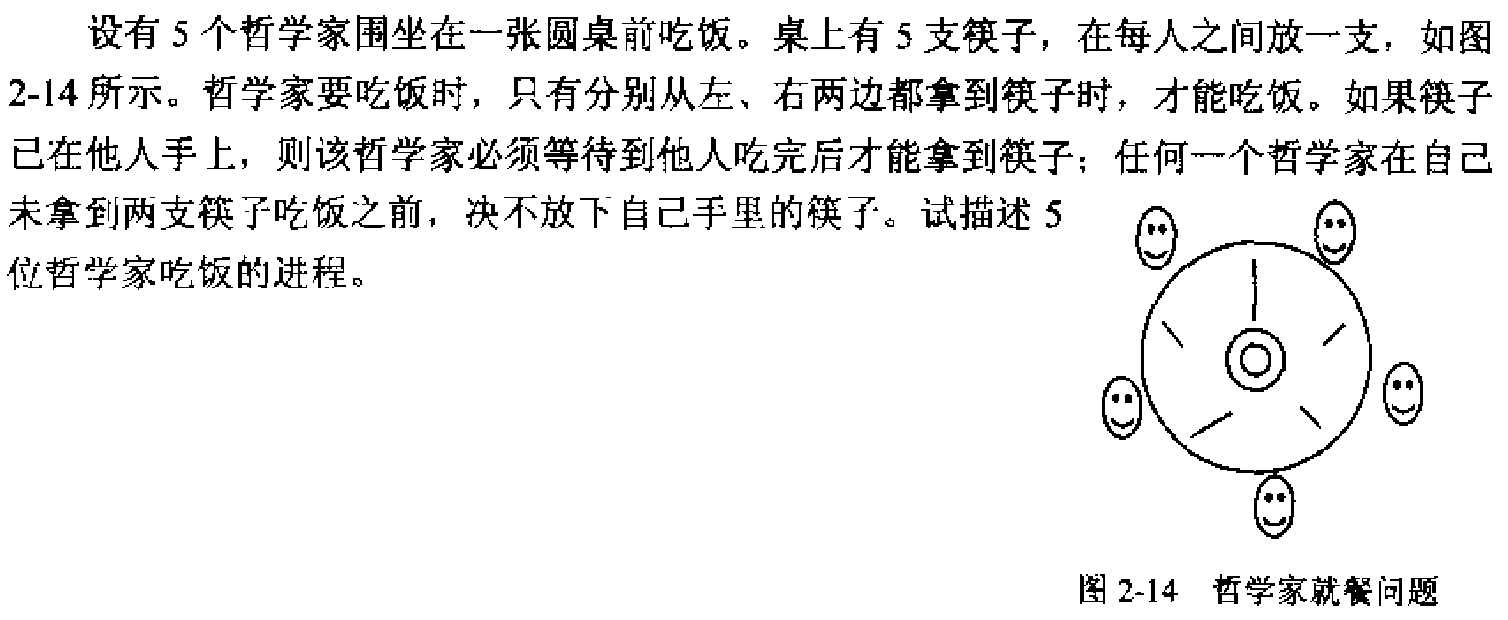 设有 5 个哲学家围坐在一张圆桌前吃饭。桌上有 5 支筷子，在每人之间放一支，如图
2-14 所示。哲学家要吃饭时，只有分别从左、右两边都拿到筷子时，才能吃饭。如果筷子
已在他人手上，则该哲学家必须等待到他人吃完后才能拿到筷子；任何一个哲学家在自己
未拿到两支筷子吃饭之前，决不放下自己手里的筷子。试描述 5
位哲学家吃饭的进程。
图 2-14 哲学家就餐问题